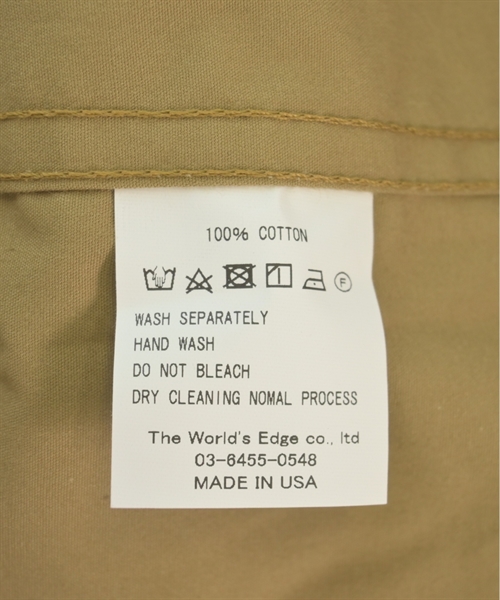 100% COTTON
F
WASH SEPARATELY
HAND WASH
DO NOT BLEACH
DRY CLEANING NOMAL PROCESS
The World's Edge co., ltd
03-6455-0548
MADE IN USA